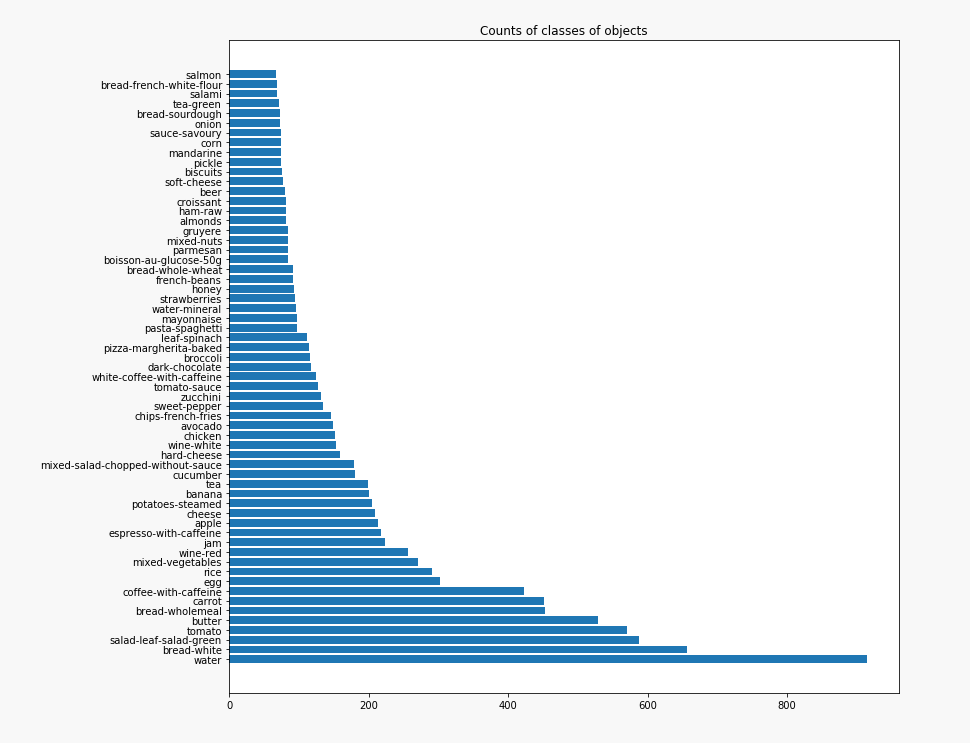 Counts of classes of objects
salmon
bread-french-white-flour
salami
tea-green
bread-sourdough
onion
sauce-savoury
corn
mandarine
pickle
biscuits
soft-cheese
beer
croissant
ham-raw
almonds
gruyere
mixed-nuts
parmesan
boisson-au-glucose-50g
bread-whole-wheat
french-beans
honey
strawberries
water-mineral
mayonnaise
pasta-spaghetti
leaf-spinach
pizza-margherita-baked
broccoli
dark-chocolate
white-coffee-with-caffeine
tomato-sauce
zucchini
sweet-pepper
chips-french-fries
avocado
chicken
wine-white
hard-cheese
mixed-salad-chopped-without-sauce
cucumber
tea
banana
potatoes-steamed
cheese
apple
espresso-with-caffeine
jam
wine-red
mixed-vegetables
rice
egg
coffee-with-caffeine
carrot
bread-wholemeal
butter
tomato
salad-leaf-salad-green
bread-white
water
0 200 400 600 800